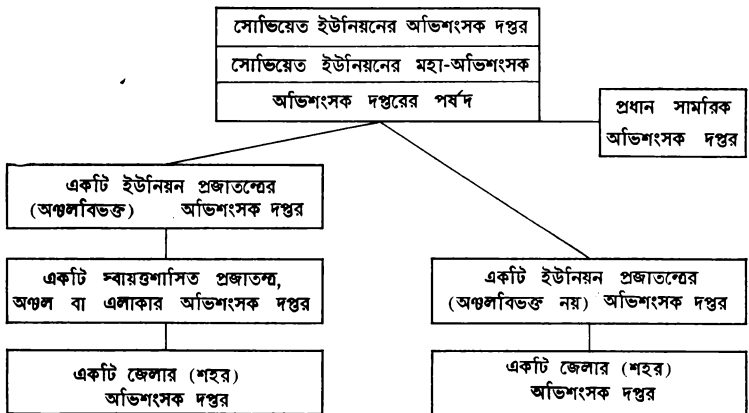 সোভিয়েত ইউনিয়নের অভিশংসক দপ্তর
সোভিয়েত ইউনিয়নের মহা-অভিশংসক
অভিশংসক দপ্তরের পর্ষদ
প্রধান সামরিক
অভিশংসক দপ্তর
একটি ইউনিয়ন প্রজাতন্ত্রের
(অঞ্চলবিভক্ত) অভিশংসক দপ্তর
একটি স্বায়ত্তশাসিত প্রজাতন্ত্র,
অঞ্চল বা এলাকার অভিশংসক দপ্তর
একটি জেলার (শহর)
অভিশংসক দপ্তর
একটি ইউনিয়ন প্রজাতন্ত্রের
(অঞ্চলবিভক্ত নয়) অভিশংসক দপ্তর
একটি জেলার (শহর)
অভিশংসক দপ্তর